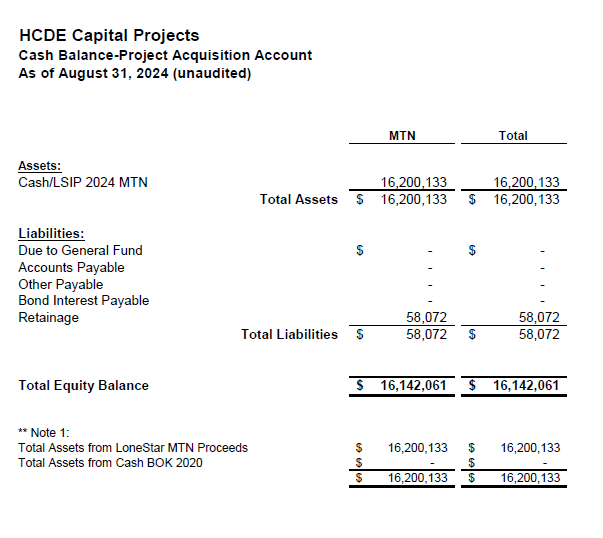 HCDE Capital Projects
Cash Balance-Project Acquisition Account
As of August 31, 2024 (unaudited)
MTN Total
Assets:
Cash/LSIP 2024 MTN 16,200,133 16,200,133
Total Assets $ 16,200,133 $ 16,200,133
Liabilities:
Due to General Fund $ - $ -
Accounts Payable - -
Other Payable - -
Bond Interest Payable - -
Retainage 58,072 58,072
Total Liabilities $ 58,072 $ 58,072
Total Equity Balance $ 16,142,061 $ 16,142,061
** Note 1:
Total Assets from LoneStar MTN Proceeds $ 16,200,133 $ 16,200,133
Total Assets from Cash BOK 2020 $ - $ -
$ 16,200,133 $ 16,200,133